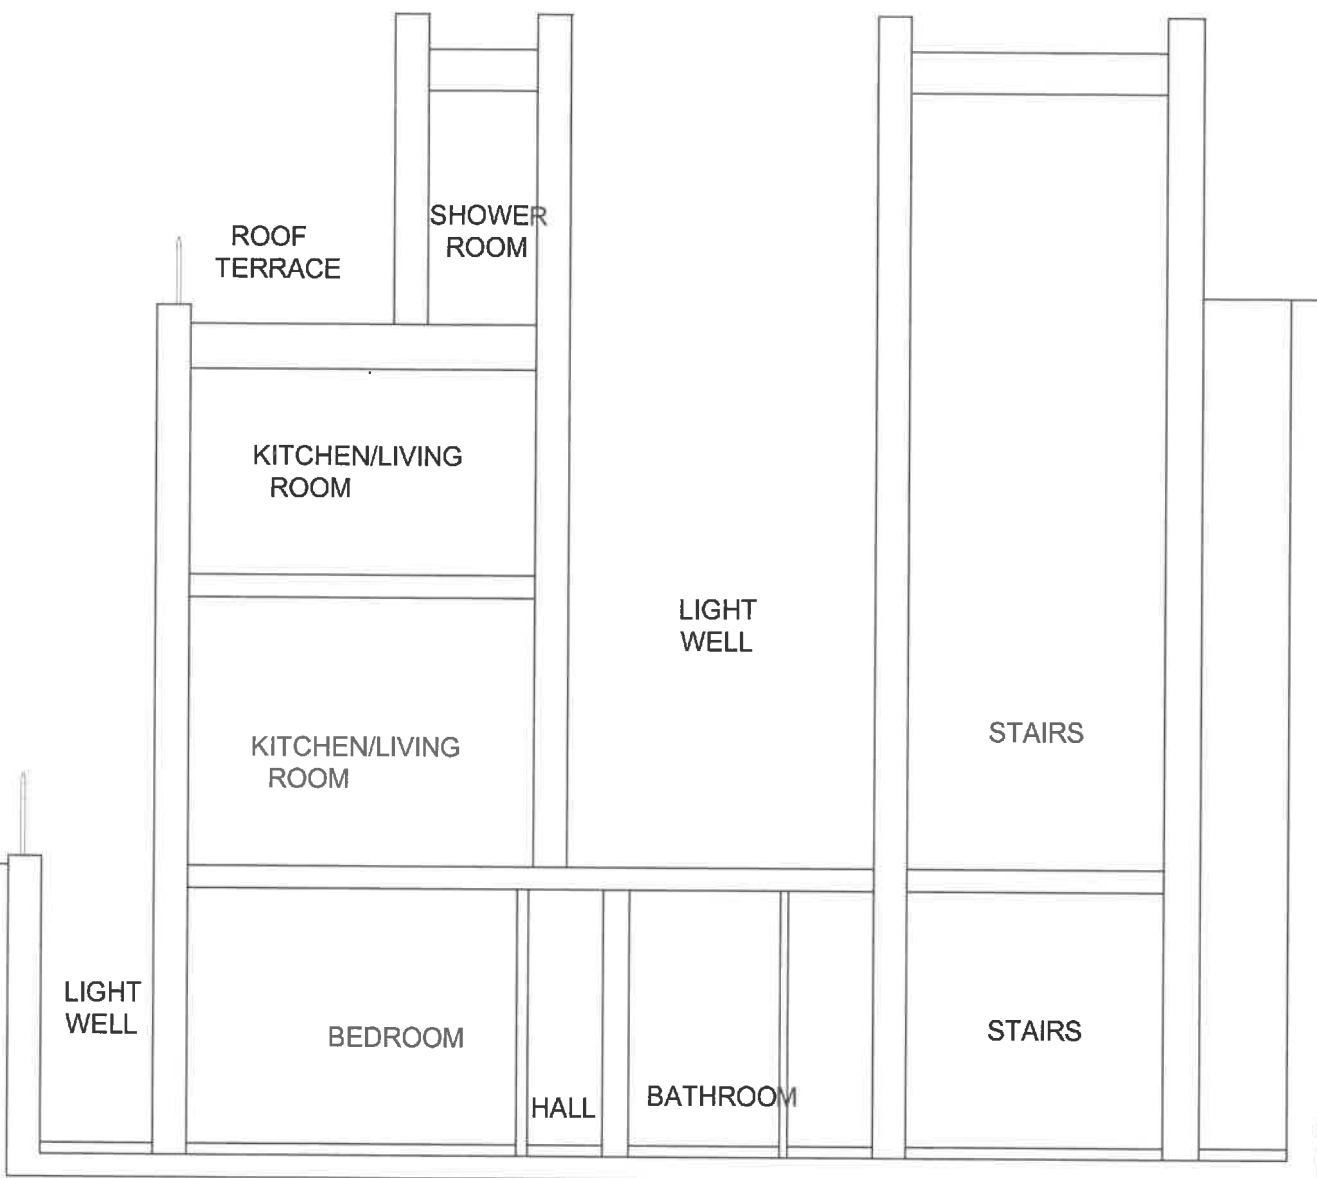 SHOWER
ROOM
ROOF
TERRACE
KITCHEN/LIVING
ROOM
LIGHT
WELL
KITCHEN/LIVING
ROOM
STAIRS
LIGHT
WELL
BEDROOM
STAIRS
HALL
BATHROOM